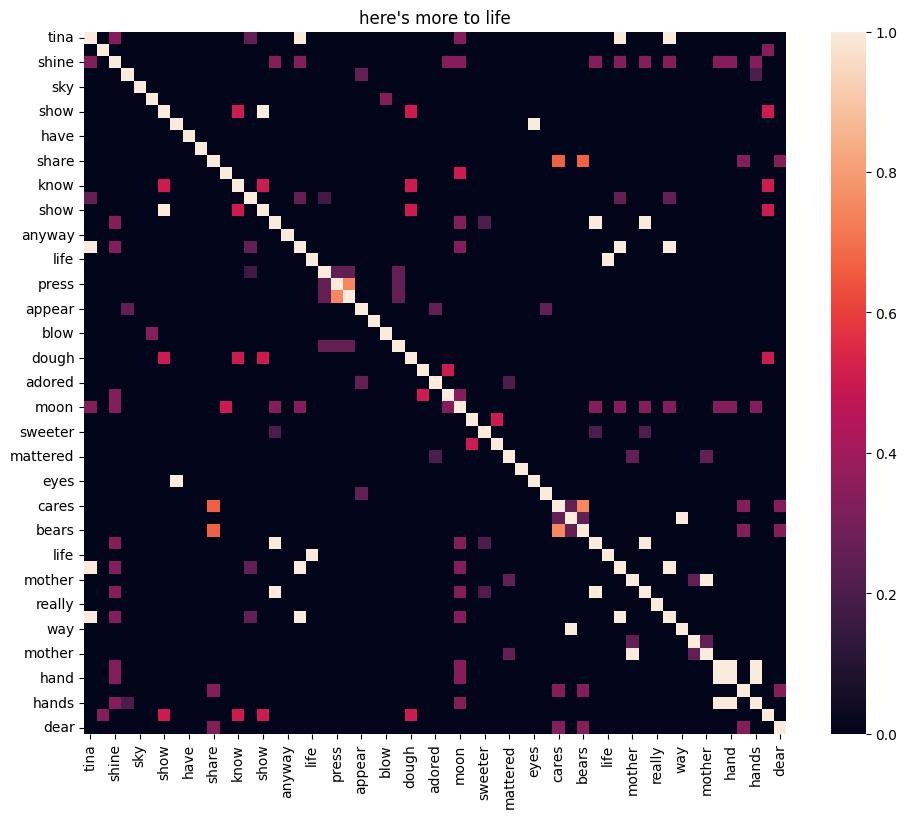 here's more to life
tina
shine
sky
show
have
share
know
show
anyway
life
press
appear
blow
dough
adored
moon
sweeter
mattered
eyes
cares
bears
life
mother
really
way
mother
hand
hands
dear
1.0
0.8
0.6
0.4
0.2
0.0
tina
shine
sky
show
have
share
know
show
anyway
life
press
appear
blow
dough
adored
moon
sweeter
mattered
eyes
cares
bears
life
mother
really
way
mother
hand
hands
dear